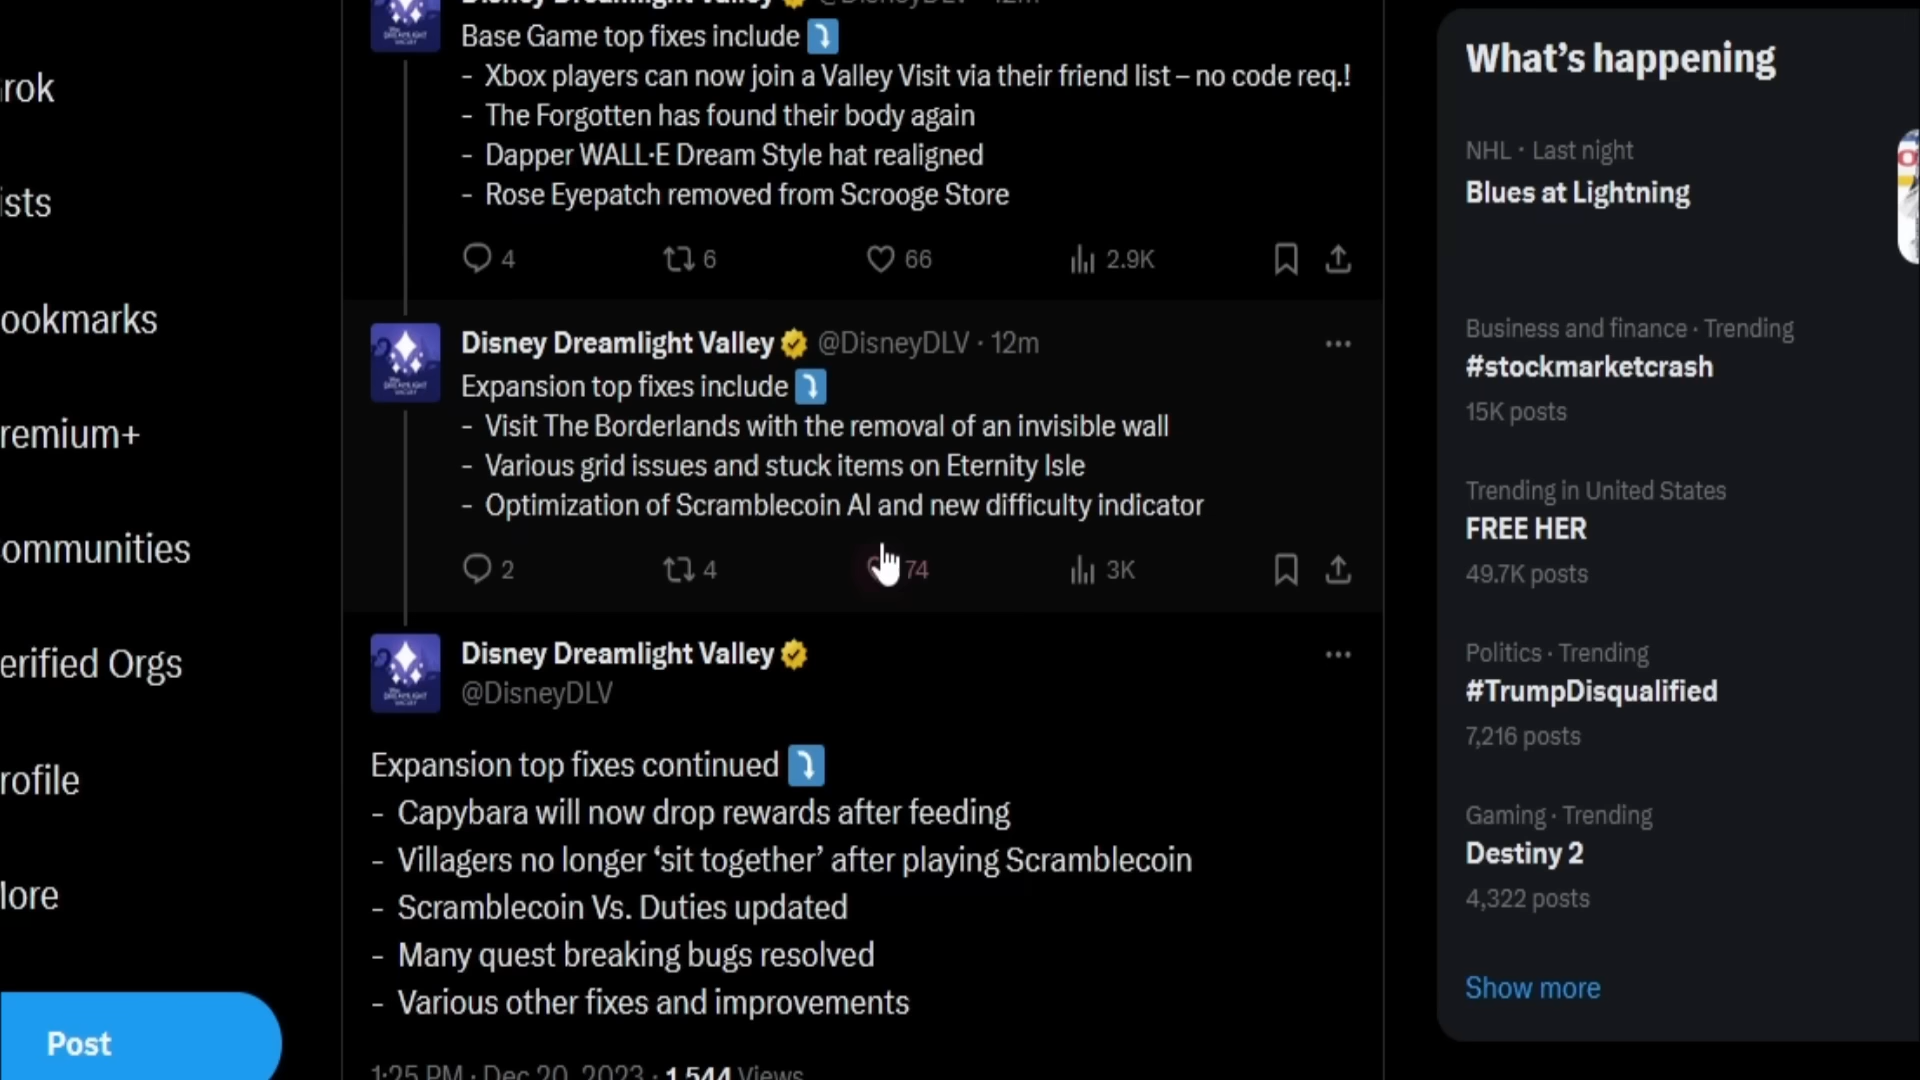 rok
ists
ookmarks
remium+
ommunities
erified Orgs
rofile
lore
Post
Disney Dreamlight Valley @DisneyDLV · 12m
Base Game top fixes include
- Xbox players can now join a Valley Visit via their friend list – no code req.!
- The Forgotten has found their body again
- Dapper WALL·E Dream Style hat realigned
- Rose Eyepatch removed from Scrooge Store
4 6 66 2.9K
Disney Dreamlight Valley @DisneyDLV · 12m
Expansion top fixes include
- Visit The Borderlands with the removal of an invisible wall
- Various grid issues and stuck items on Eternity Isle
- Optimization of Scramblecoin AI and new difficulty indicator
2 4 74 3K
Disney Dreamlight Valley
@DisneyDLV
Expansion top fixes continued
- Capybara will now drop rewards after feeding
- Villagers no longer ‘sit together’ after playing Scramblecoin
- Scramblecoin Vs. Duties updated
- Many quest breaking bugs resolved
- Various other fixes and improvements
1:25 PM · Dec 20, 2023 · 1,544 Views
What’s happening
NHL · Last night
Blues at Lightning
Business and finance · Trending
#stockmarketcrash
15K posts
Trending in United States
FREE HER
49.7K posts
Politics · Trending
#TrumpDisqualified
7,216 posts
Gaming · Trending
Destiny 2
4,322 posts
Show more